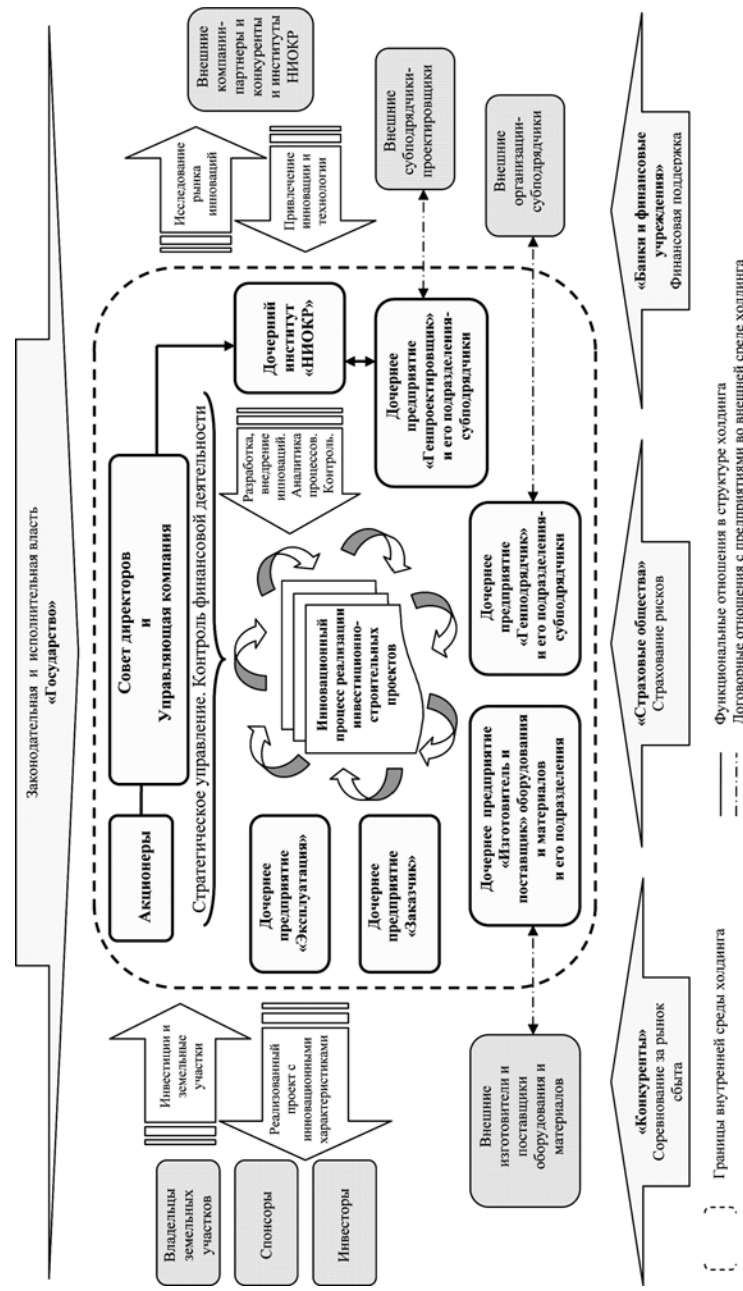 Законодательная и исполнительная власть
«Государство»
Акционеры
Совет директоров
и
Управляющая компания
Стратегическое управление. Контроль финансовой деятельности
Владельцы
земельных
участков
Спонсоры
Инвесторы
Инвестиции и
земельные
участки
Реализованный
проект с
инновационными
характеристиками
Дочернее
предприятие
«Эксплуатация»
Дочернее
предприятие
«Заказчик»
Инновационный
процесс реализации
инвестиционно-
строительных
проектов
Разработка,
внедрение
инноваций.
Аналитика
процессов.
Контроль.
Дочерний
институт
«НИОКР»
Исследование
рынка
инноваций
Привлечение
инновации и
технологии
Внешние
компании-
партнеры и
конкуренты
и институты
НИОКР
Дочернее
предприятие
«Генпроектировщик»
и его подразделения-
субподрядчики
Внешние
субподрядчики-
проектировщики
Внешние
изготовители и
поставщики
оборудования и
материалов
Дочернее предприятие
«Изготовитель и
поставщик» оборудования
и материалов
и его подразделения
Дочернее
предприятие
«Генподрядчик»
и его подразделения-
субподрядчики
Внешние
организации-
субподрядчики
«Конкуренты»
Соревнование за рынок
сбыта
«Страховые общества»
Страхование рисков
«Банки и финансовые
учреждения»
Финансовая поддержка
Границы внутренней среды холдинга
Функциональные отношения в структуре холдинга
Договорные отношения с предприятиями во внешней среде холдинга